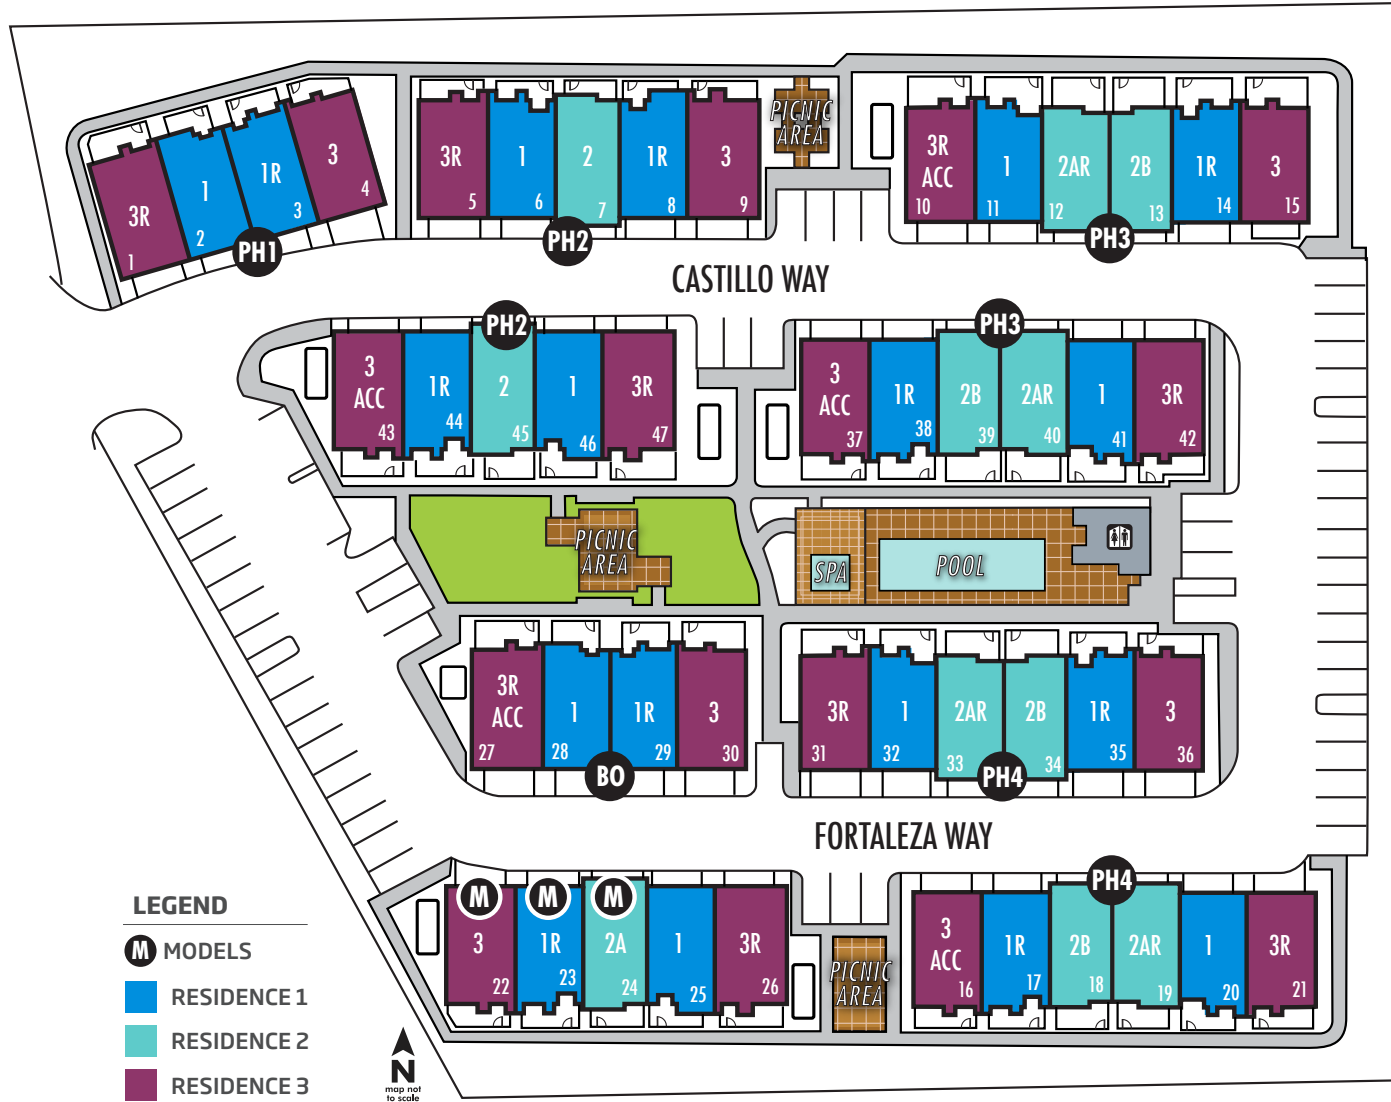 3R
1
1
2
1R
3
3
4
PH1
3R
5
1
6
2
7
1R
8
3
9
PH2
PICNIC
AREA
3R
ACC
10
1
11
2AR
12
2B
13
1R
14
3
15
PH3
CASTILLO WAY
PH2
3
ACC
43
1R
44
2
45
1
46
3R
47
PH3
3
ACC
37
1R
38
2B
39
2AR
40
1
41
3R
42
PICNIC
AREA
SPA
POOL
3R
ACC
27
1
28
1R
29
3
30
BO
3R
31
1
32
2AR
33
2B
34
1R
35
3
36
PH4
FORTALEZA WAY
M
3
22
M
1R
23
M
2A
24
1
25
3R
26
PICNIC
AREA
PH4
3
ACC
16
1R
17
2B
18
2AR
19
1
20
3R
21
LEGEND
M MODELS
RESIDENCE 1
RESIDENCE 2
RESIDENCE 3
N
map not
to scale